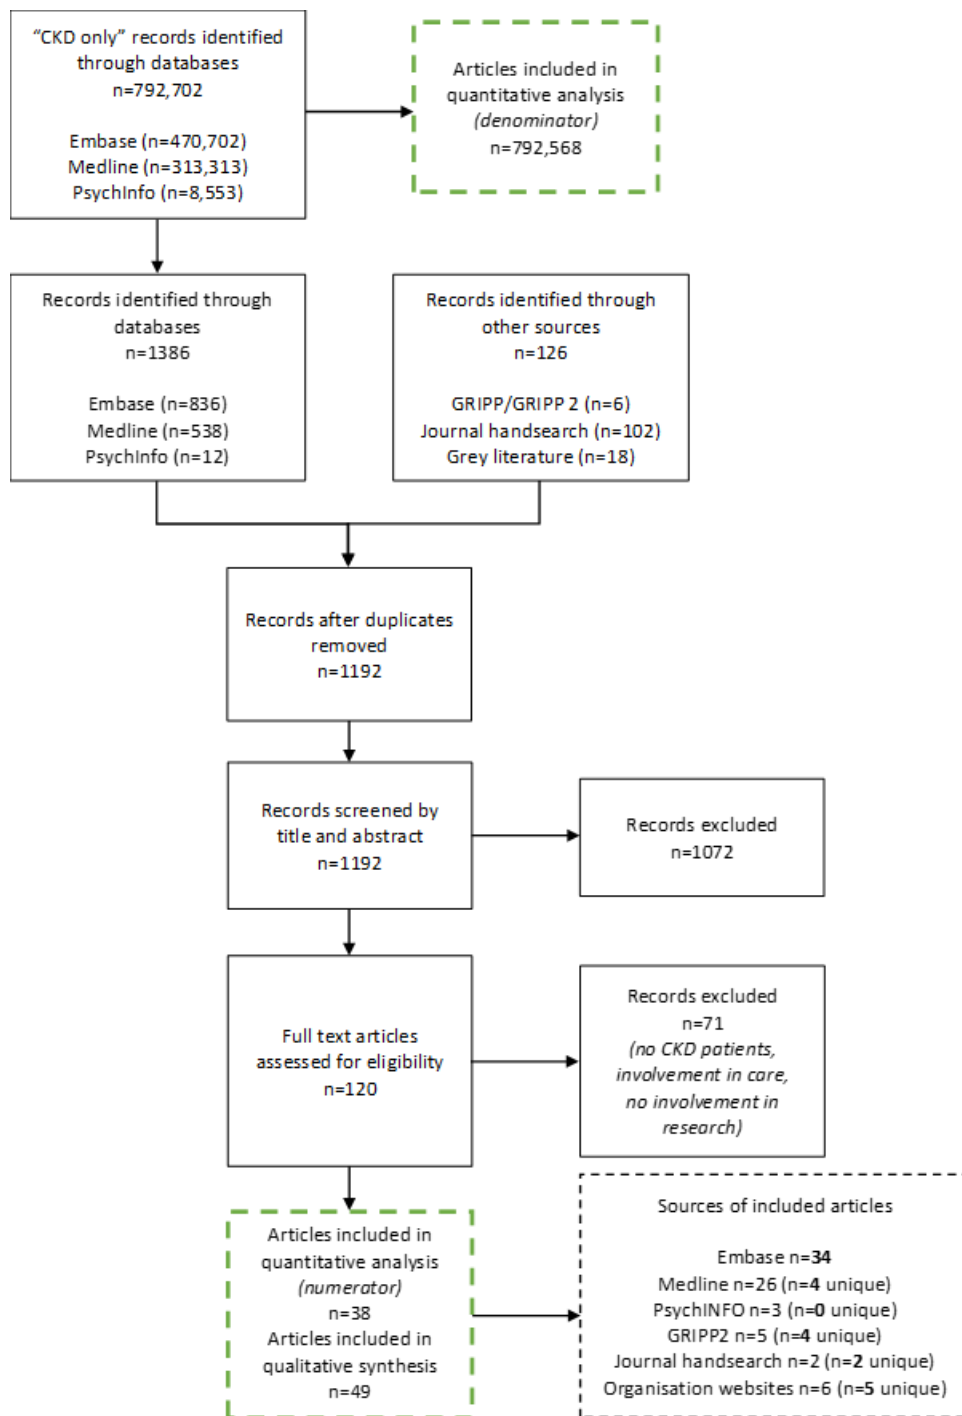 “CKD only” records identified
through databases
n=792,702
Embase (n=470,702)
Medline (n=313,313)
PsychInfo (n=8,553)
Articles included in
quantitative analysis
(denominator)
n=792,568
Records identified through
databases
n=1386
Embase (n=836)
Medline (n=538)
PsychInfo (n=12)
Records identified through
other sources
n=126
GRIPP/GRIPP 2 (n=6)
Journal handsearch (n=102)
Grey literature (n=18)
Records after duplicates
removed
n=1192
Records screened by
title and abstract
n=1192
Records excluded
n=1072
Full text articles
assessed for eligibility
n=120
Records excluded
n=71
(no CKD patients,
involvement in care,
no involvement in
research)
Articles included in
quantitative analysis
(numerator)
n=38
Articles included in
qualitative synthesis
n=49
Sources of included articles
Embase n=34
Medline n=26 (n=4 unique)
PsychINFO n=3 (n=0 unique)
GRIPP2 n=5 (n=4 unique)
Journal handsearch n=2 (n=2 unique)
Organisation websites n=6 (n=5 unique)